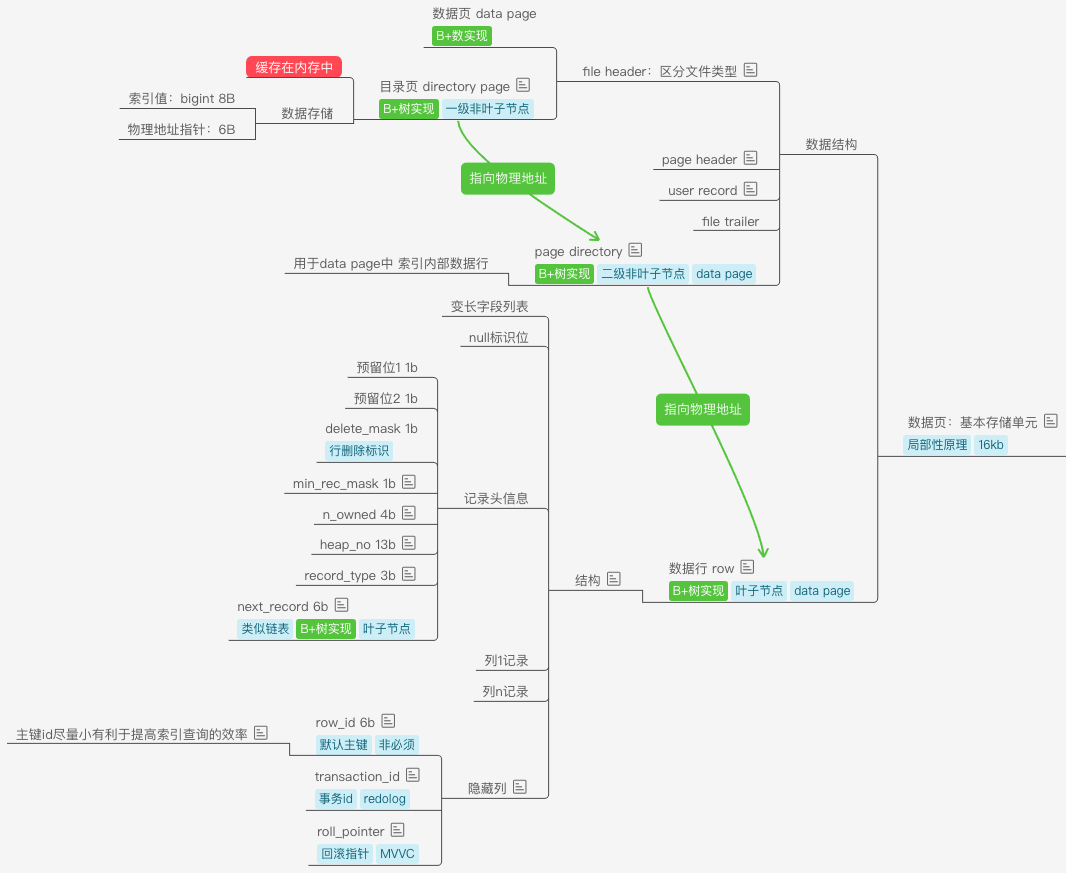 数据页 data page
B+数实现
缓存在内存中
目录页 directory page
B+树实现 一级非叶子节点
file header：区分文件类型
索引值：bigint 8B
数据存储
物理地址指针：6B
数据结构
page header
指向物理地址
user record
file trailer
page directory
用于data page中 索引内部数据行
B+树实现 二级非叶子节点 data page
变长字段列表
null标识位
预留位1 1b
预留位2 1b
指向物理地址
delete_mask 1b
行删除标识
数据页：基本存储单元
局部性原理 16kb
min_rec_mask 1b
记录头信息
n_owned 4b
heap_no 13b
record_type 3b
数据行 row
结构
B+树实现 叶子节点 data page
next_record 6b
类似链表 B+树实现 叶子节点
列1记录
列n记录
row_id 6b
主键id尽量小有利于提高索引查询的效率
默认主键 非必须
transaction_id
隐藏列
事务id redolog
roll_pointer
回滚指针 MVVC